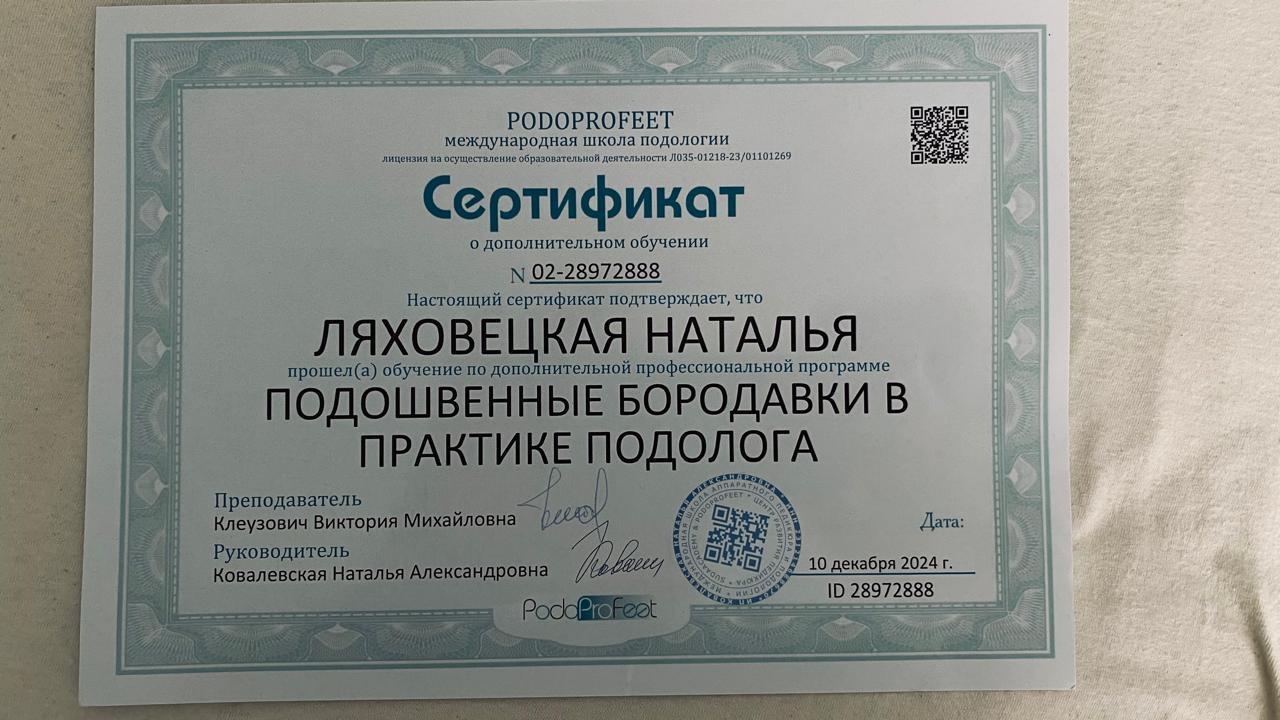 PODOPROFEET
международная школа подологии
лицензия на осуществление образовательной деятельности Л035-01218-23/01101269
Сертификат
о дополнительном обучении
N 02-28972888
Настоящий сертификат подтверждает, что
ЛЯХОВЕЦКАЯ НАТАЛЬЯ
прошел(а) обучение по дополнительной профессиональной программе
ПОДОШВЕННЫЕ БОРОДАВКИ В
ПРАКТИКЕ ПОДОЛОГА
Преподаватель
Клеузович Виктория Михайловна
Руководитель
Ковалевская Наталья Александровна
Дата:
10 декабря 2024 г.
ID 28972888
PodoProFeet